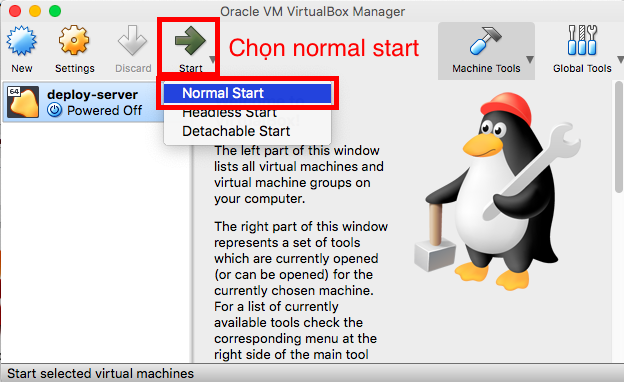 Oracle VM VirtualBox Manager
New
Settings
Discard
Start
Chọn normal start
Machine Tools
Global Tools
64
deploy-server
Powered Off
Normal Start
Headless Start
Detachable Start
The left part of this window
lists all virtual machines and
virtual machine groups on
your computer.
The right part of this window
represents a set of tools
which are currently opened
(or can be opened) for the
currently chosen machine.
For a list of currently
available tools check the
corresponding menu at the
right side of the main tool
Start selected virtual machines